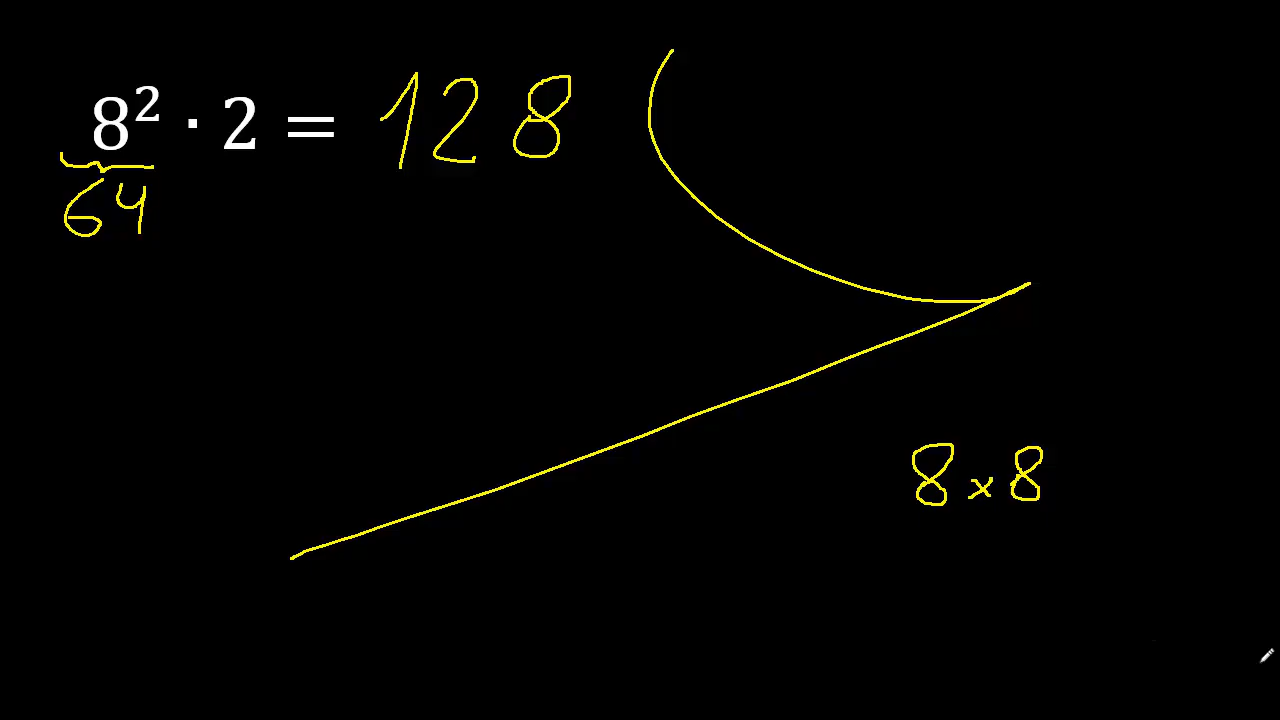 8² · 2 = 128
64
8 × 8